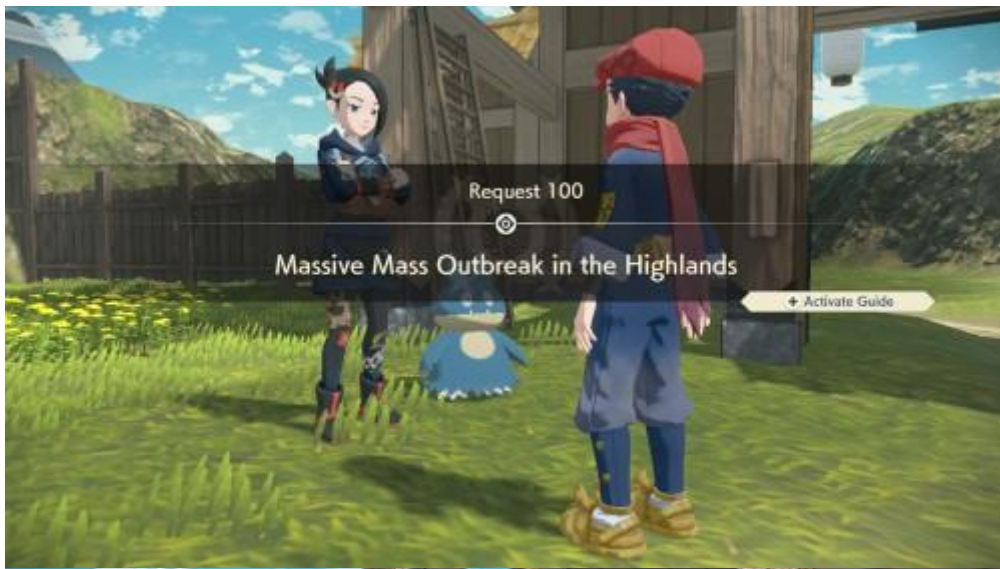 Request 100
Massive Mass Outbreak in the Highlands
+ Activate Guide